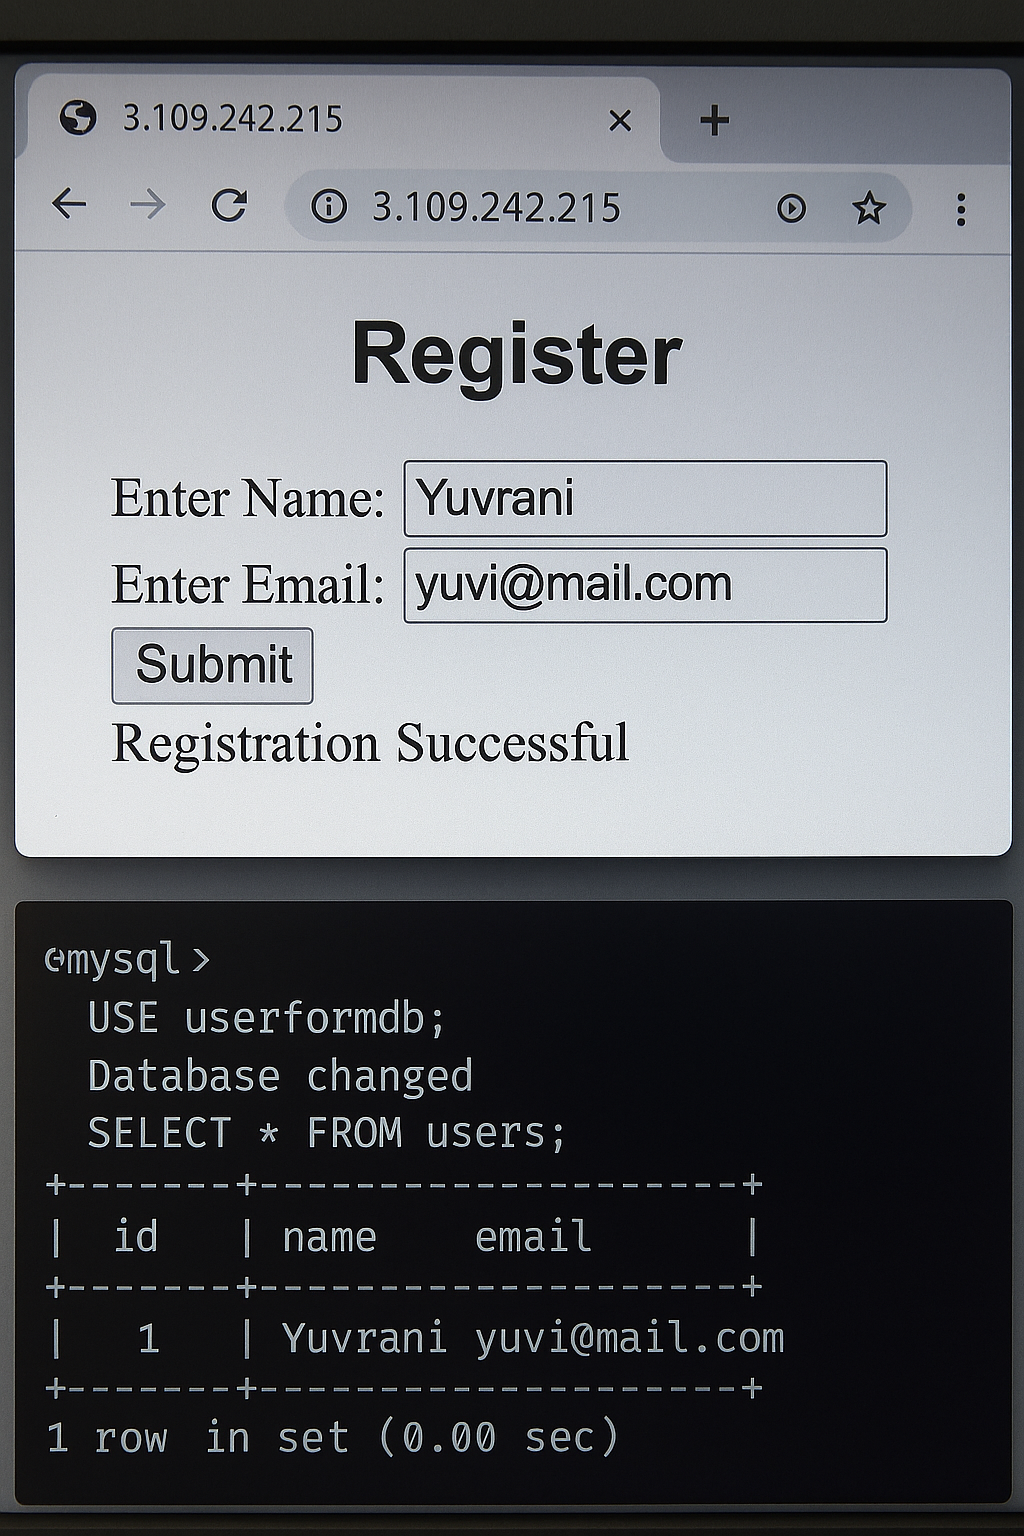 3.109.242.215
3.109.242.215
Register
Enter Name: Yuvrani
Enter Email: yuvi@mail.com
Submit
Registration Successful
mysql>
USE userformdb;
Database changed
SELECT * FROM users;
+-------+--------------------+
| id | name email |
+-------+--------------------+
| 1 | Yuvrani yuvi@mail.com
+-------+--------------------+
1 row in set (0.00 sec)